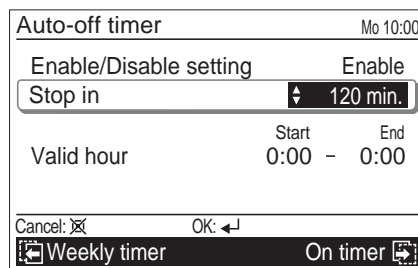 Auto-off timer Mo 10:00
Enable/Disable setting Enable
Stop in 120 min.
Start End
Valid hour 0:00 – 0:00
Cancel: OK:
Weekly timer On timer